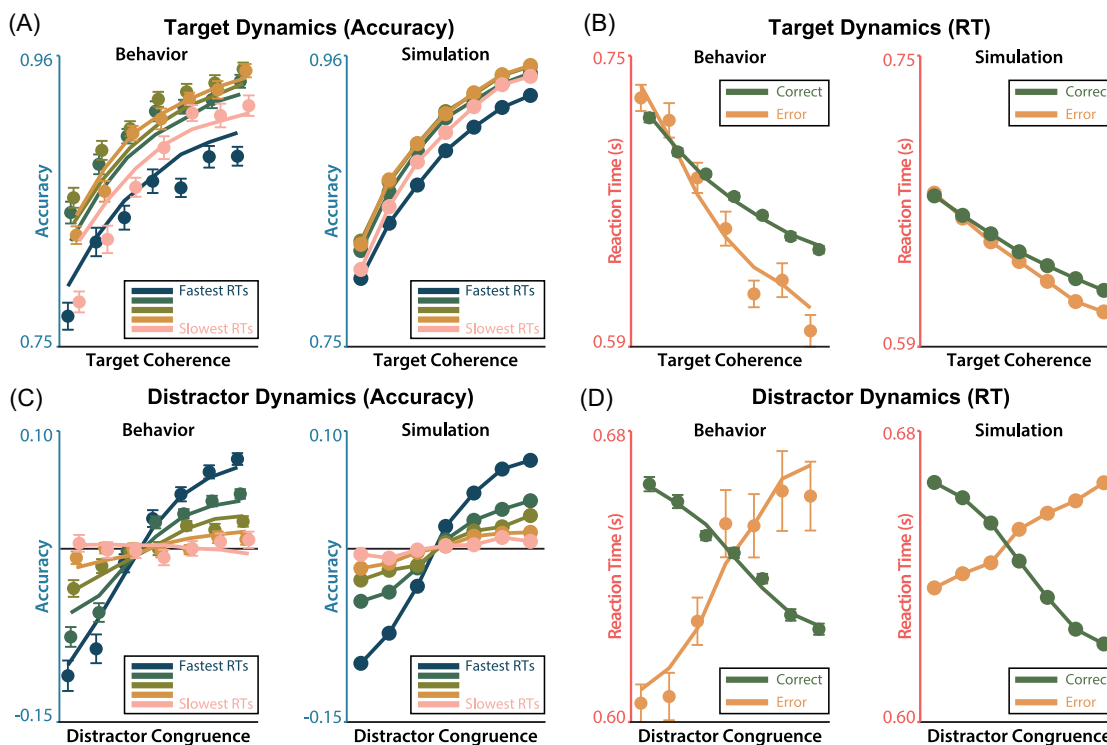 (A)
Target Dynamics (Accuracy)
Behavior
Simulation
0.96
0.96
Accuracy
Accuracy
Fastest RTs
Slowest RTs
Fastest RTs
Slowest RTs
0.75
0.75
Target Coherence
Target Coherence
(B)
Target Dynamics (RT)
Behavior
Simulation
0.75
0.75
Reaction Time (s)
Reaction Time (s)
Correct
Error
Correct
Error
0.59
0.59
Target Coherence
Target Coherence
(C)
Distractor Dynamics (Accuracy)
Behavior
Simulation
0.10
0.10
Accuracy
Accuracy
Fastest RTs
Slowest RTs
Fastest RTs
Slowest RTs
-0.15
-0.15
Distractor Congruence
Distractor Congruence
(D)
Distractor Dynamics (RT)
Behavior
Simulation
0.68
0.68
Reaction Time (s)
Reaction Time (s)
Correct
Error
Correct
Error
0.60
0.60
Distractor Congruence
Distractor Congruence